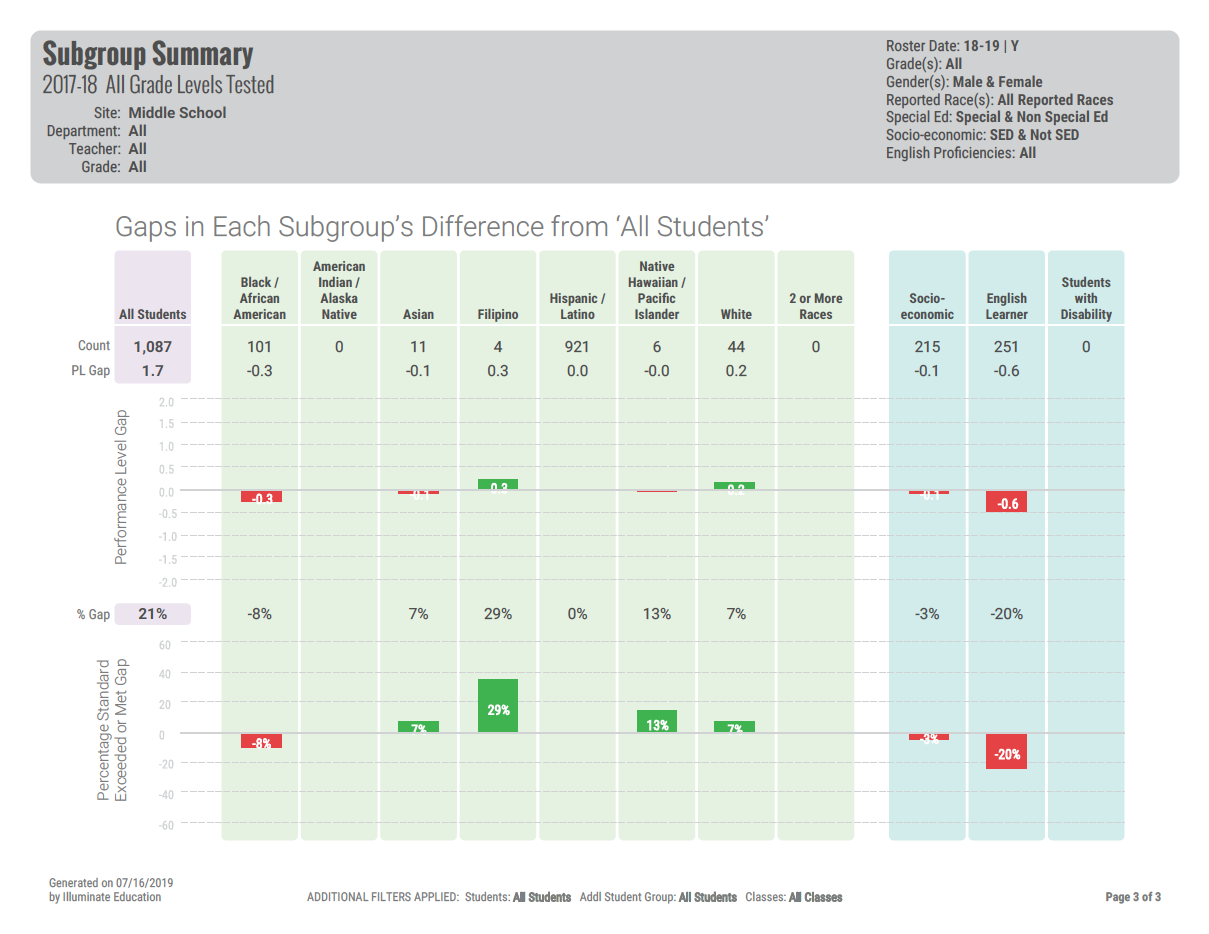 Subgroup Summary
2017-18 All Grade Levels Tested
Site: Middle School
Department: All
Teacher: All
Grade: All
Roster Date: 18-19 | Y
Grade(s): All
Gender(s): Male & Female
Reported Race(s): All Reported Races
Special Ed: Special & Non Special Ed
Socio-economic: SED & Not SED
English Proficiencies: All
Gaps in Each Subgroup's Difference from 'All Students'
All Students
Black /
African
American
American
Indian /
Alaska
Native
Asian
Filipino
Hispanic /
Latino
Native
Hawaiian /
Pacific
Islander
White
2 or More
Races
Socio-
economic
English
Learner
Students
with
Disability
Count 1,087 101 0 11 4 921 6 44 0 215 251 0
PL Gap 1.7 -0.3 -0.1 0.3 0.0 -0.0 0.2 -0.1 -0.6
Performance Level Gap
2.0
1.5
1.0
0.5
0.0
-0.5
-1.0
-1.5
-2.0
-0.3 -0.1 0.3 0.2 -0.1 -0.6
% Gap 21% -8% 7% 29% 0% 13% 7% -3% -20%
Percentage Standard
Exceeded or Met Gap
60
40
20
0
-20
-40
-60
-8% 7% 29% 13% 7% -3% -20%
Generated on 07/16/2019
by Illuminate Education
ADDITIONAL FILTERS APPLIED: Students: All Students Addl Student Group: All Students Classes: All Classes
Page 3 of 3